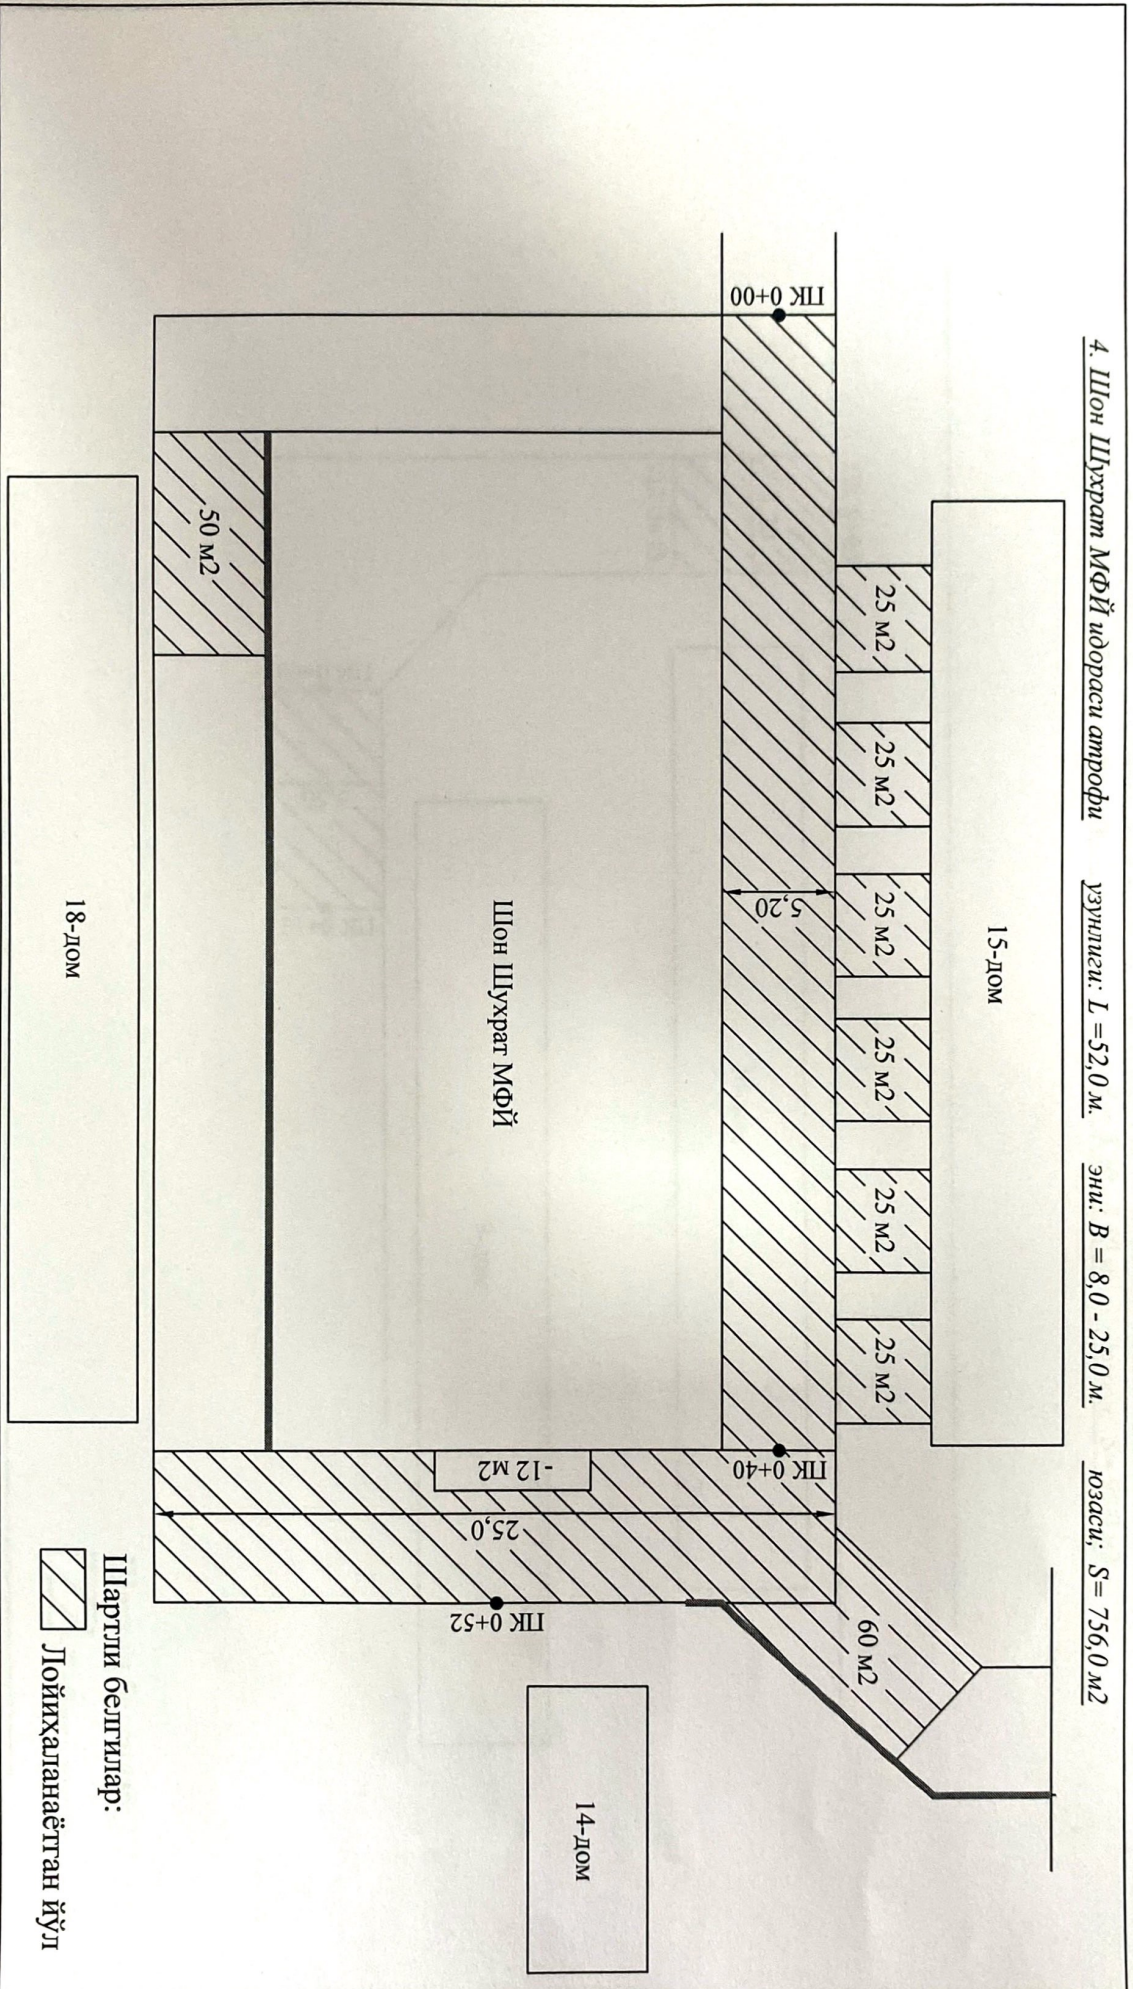 4. Шон Шухрат МФЙ идораси атрофи узунлиги: L =52,0 м. эни: B = 8,0 - 25,0 м. юзаси; S= 756,0 м2
15-дом
25 м2
25 м2
25 м2
25 м2
25 м2
25 м2
60 м2
ПК 0+00
5,20
ПК 0+40
Шон Шухрат МФЙ
-12 м2
25,0
ПК 0+52
14-дом
50 м2
18-дом
Шартли белгилар:
Лойиҳаланаётган йўл